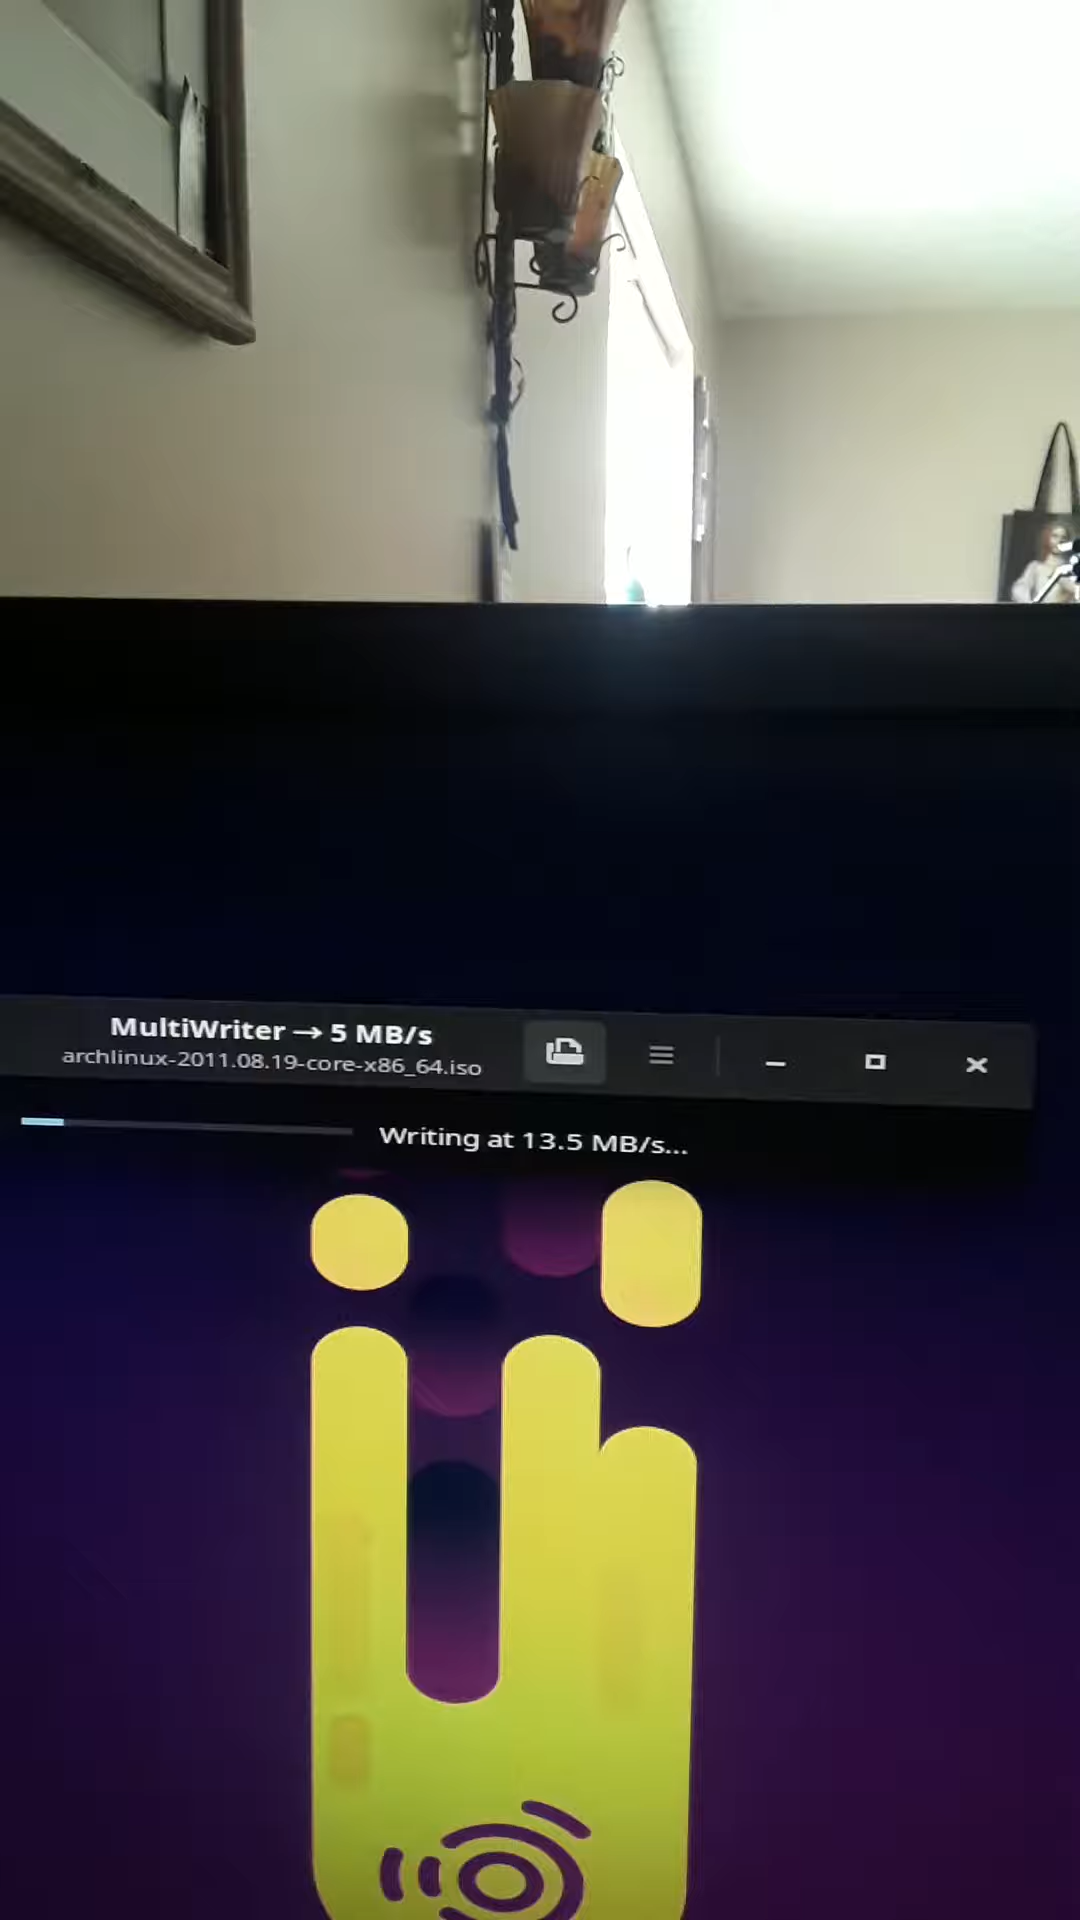 MultiWriter → 5 MB/s
archlinux-2011.08.19-core-x86_64.iso
Writing at 13.5 MB/s...